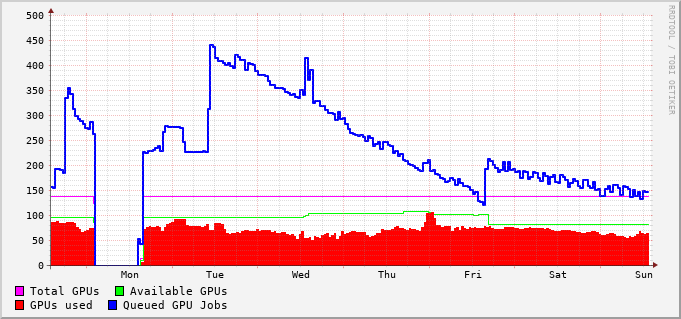 500
450
400
350
300
250
200
150
100
50
0
Mon Tue Wed Thu Fri Sat Sun
Total GPUs Available GPUs
GPUs used Queued GPU Jobs
RRDTOOL / TOBI OETIKER